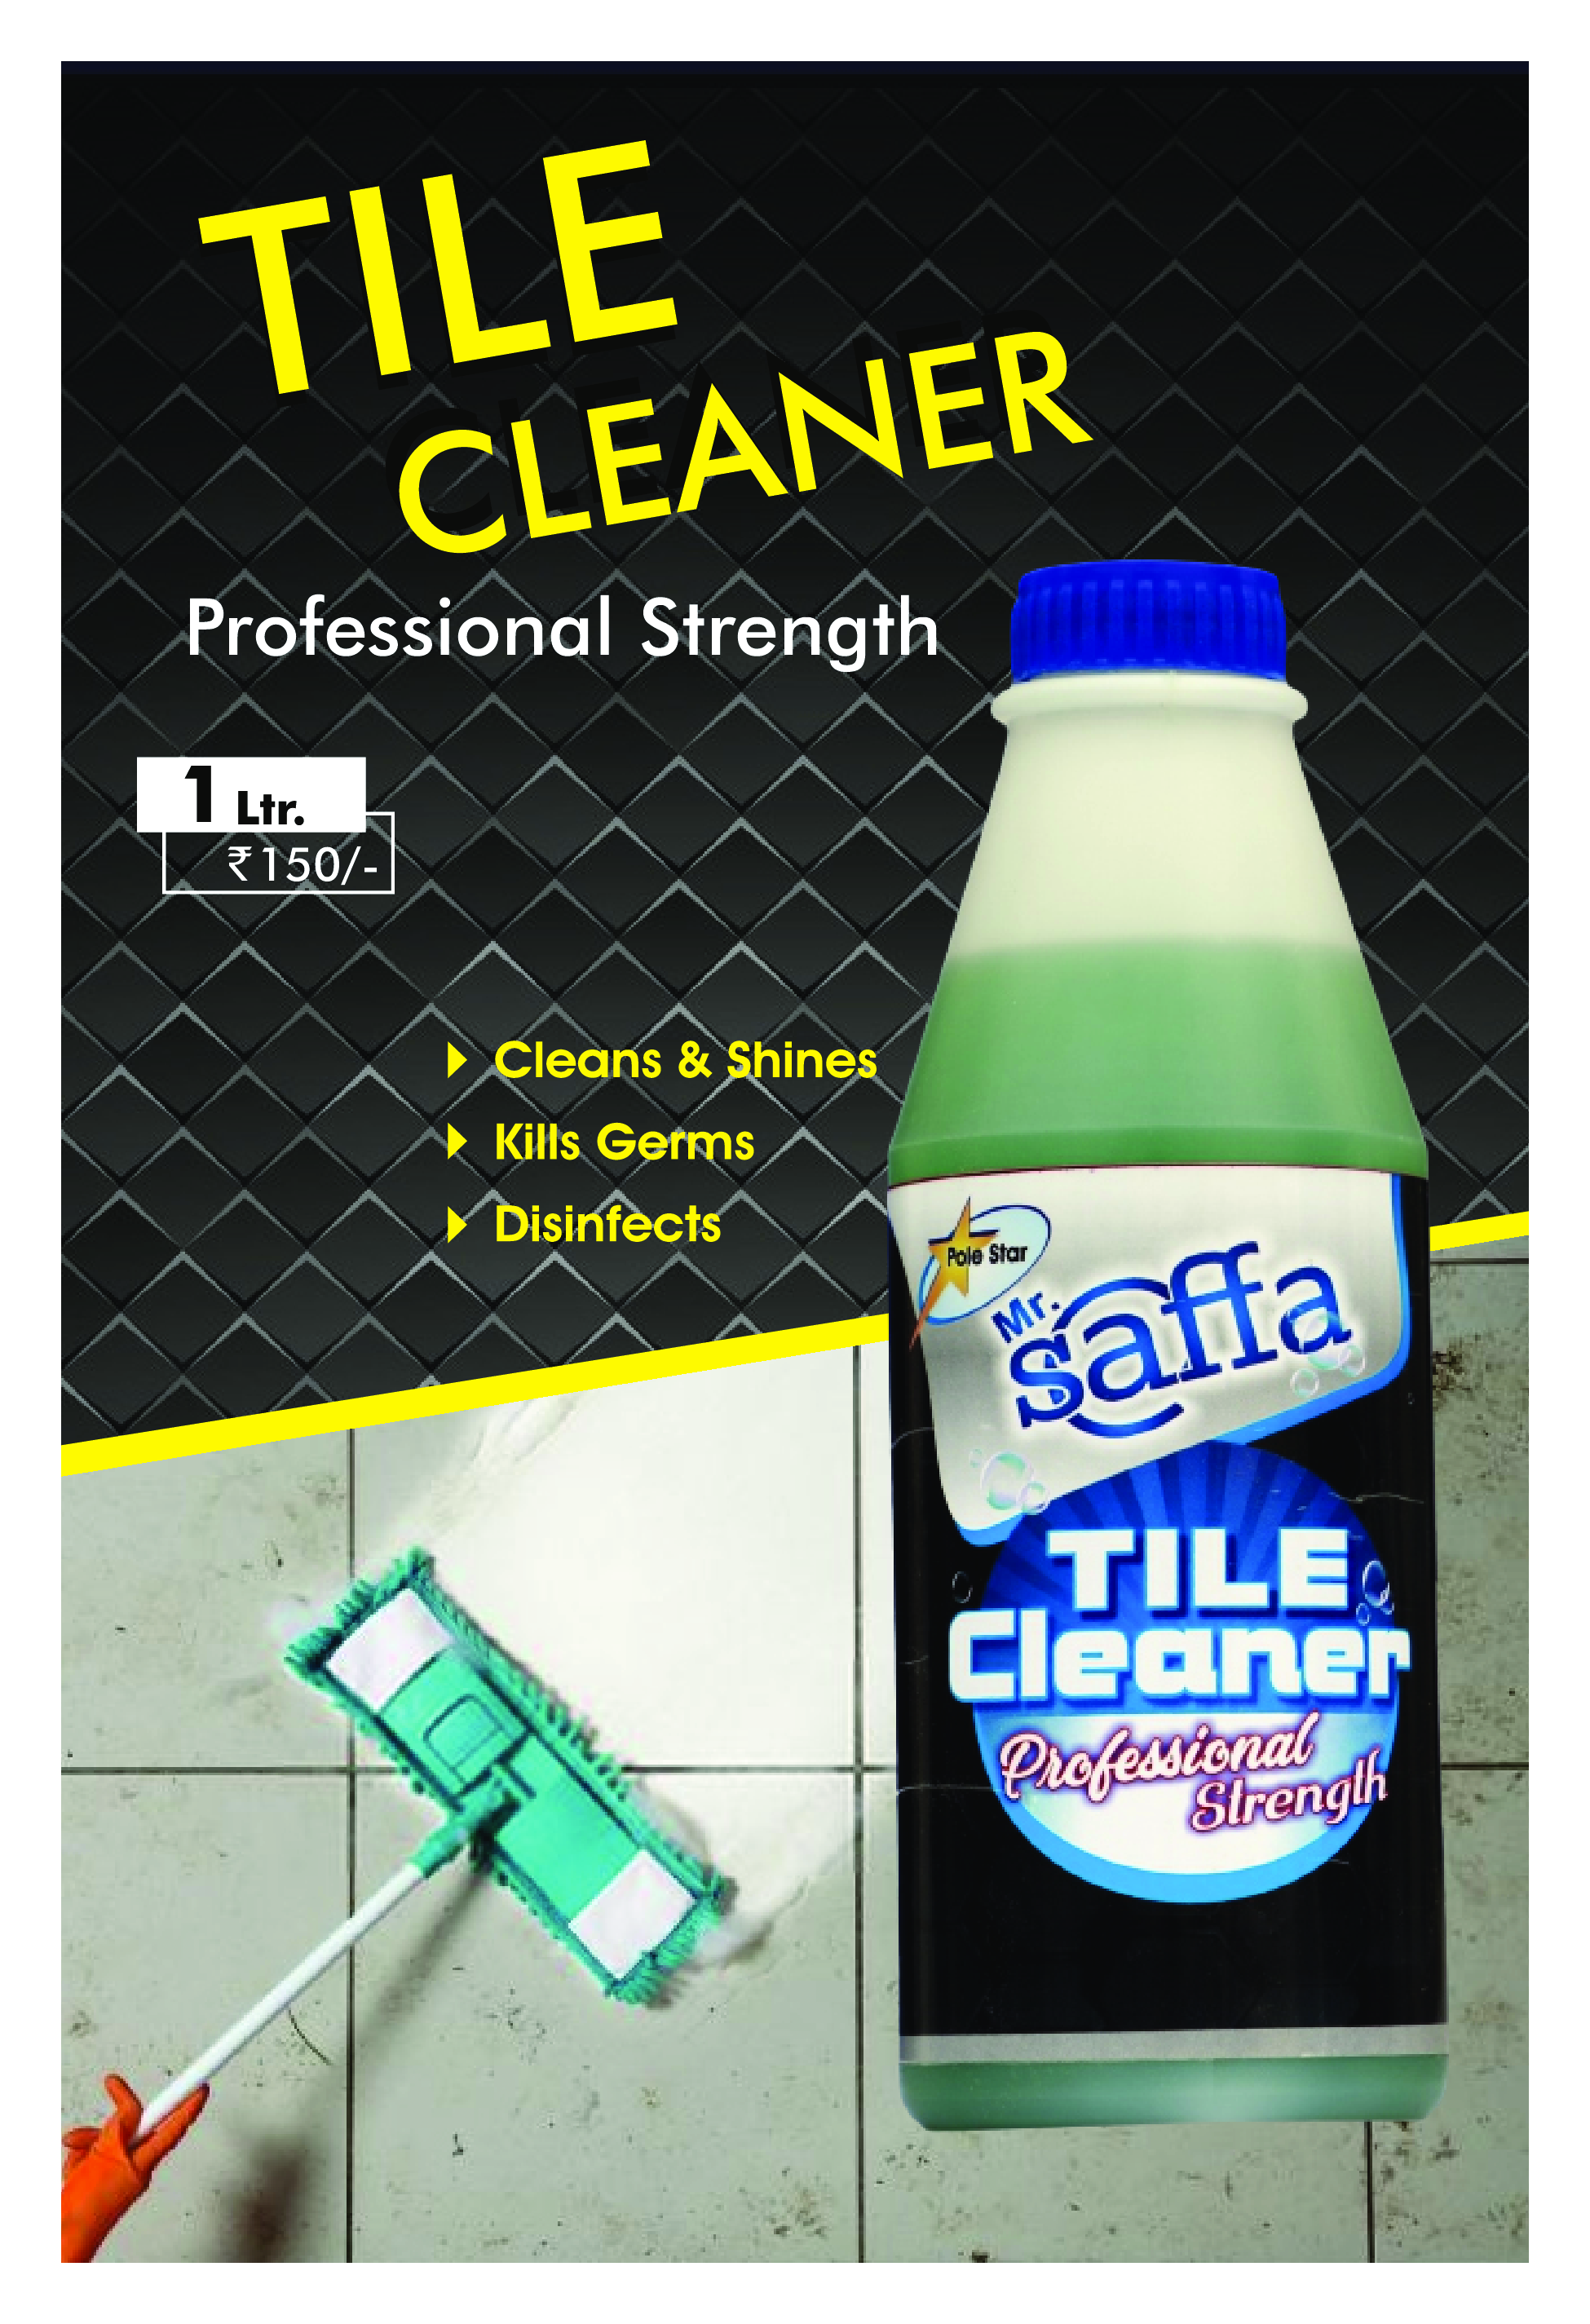 TILE
CLEANER
Professional Strength
1 Ltr.
₹150/-
Cleans & Shines
Kills Germs
Disinfects
Pole Star
Mr.
saffa
TILE
Cleaner
Professional
Strength